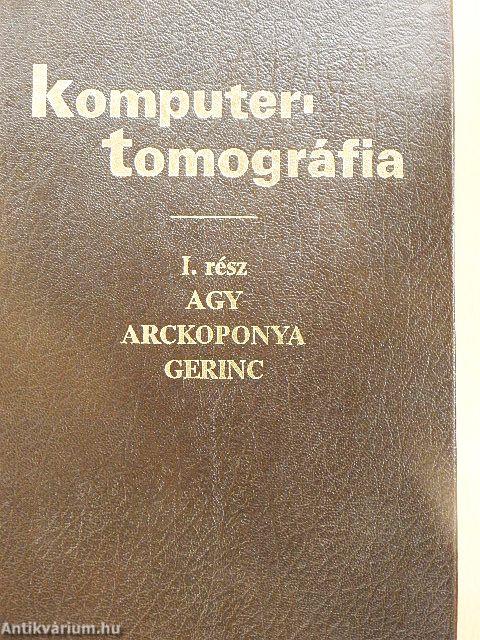 Komputer
tomográfia
I. rész
AGY
ARCKOPONYA
GERINC
Antikvárium.hu